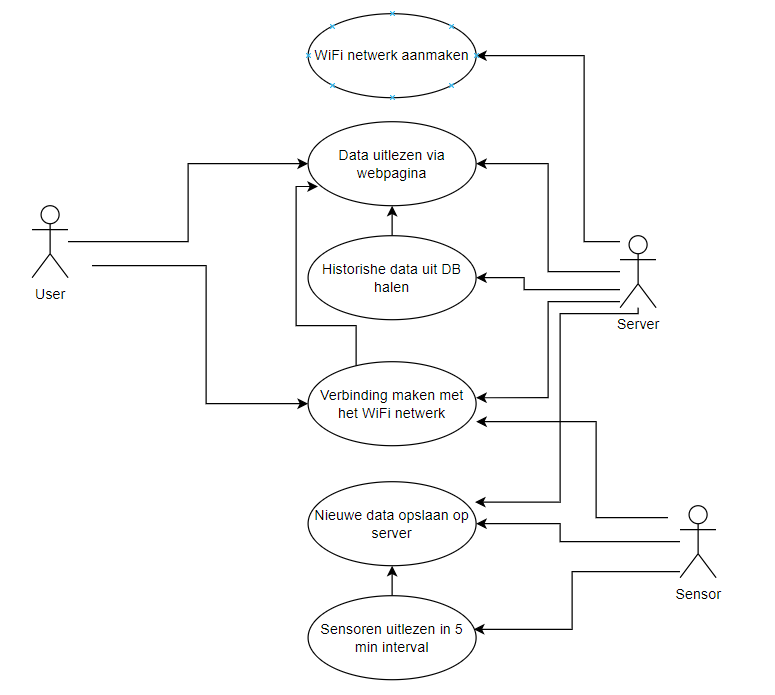 WiFi netwerk aanmaken
Data uitlezen via
webpagina
User
Historishe data uit DB
halen
Server
Verbinding maken met
het WiFi netwerk
Nieuwe data opslaan op
server
Sensor
Sensoren uitlezen in 5
min interval